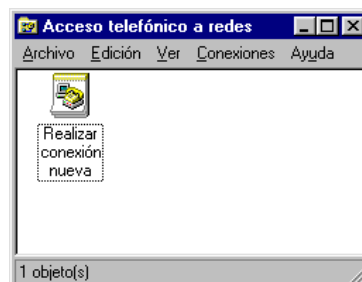 Acceso telefónico a redes
Archivo Edición Ver Conexiones Ayuda
Realizar
conexión
nueva
1 objeto(s)